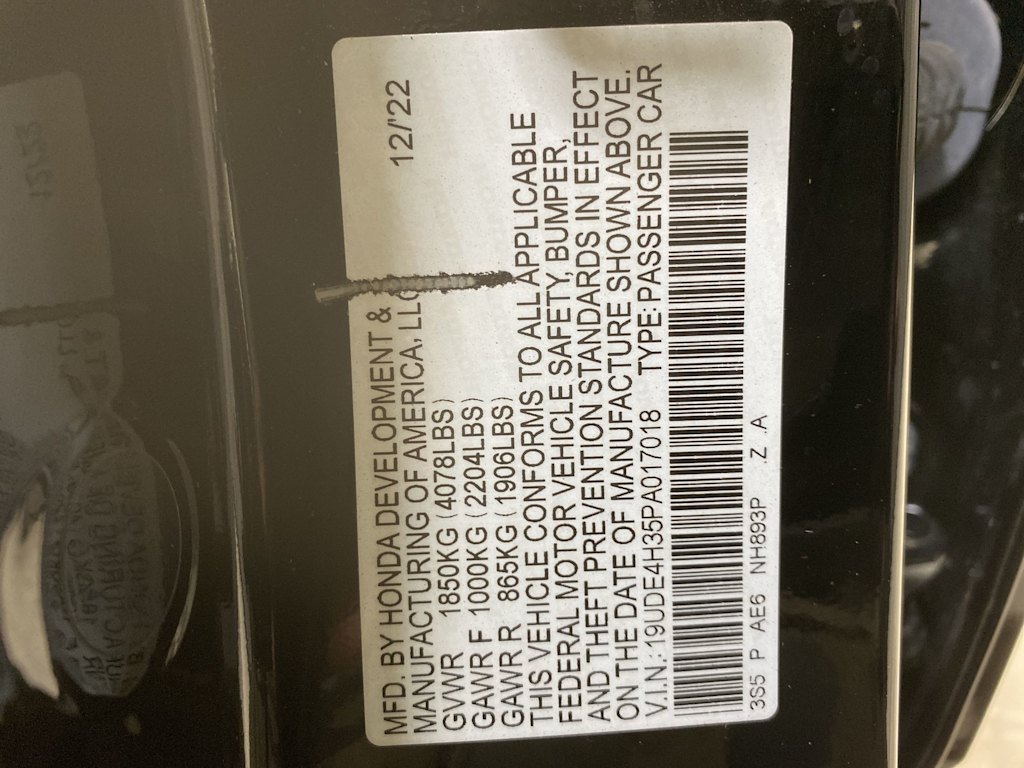 MFD. BY HONDA DEVELOPMENT & 12/'22
MANUFACTURING OF AMERICA, LLC
GVWR 1850KG (4078LBS)
GAWR F 1000KG (2204LBS)
GAWR R 865KG (1906LBS)
THIS VEHICLE CONFORMS TO ALL APPLICABLE
FEDERAL MOTOR VEHICLE SAFETY, BUMPER,
AND THEFT PREVENTION STANDARDS IN EFFECT
ON THE DATE OF MANUFACTURE SHOWN ABOVE.
V.I.N.: 19UDE4H35PA017018 TYPE:PASSENGER CAR
3S5 P AE6 NH893P .Z .A